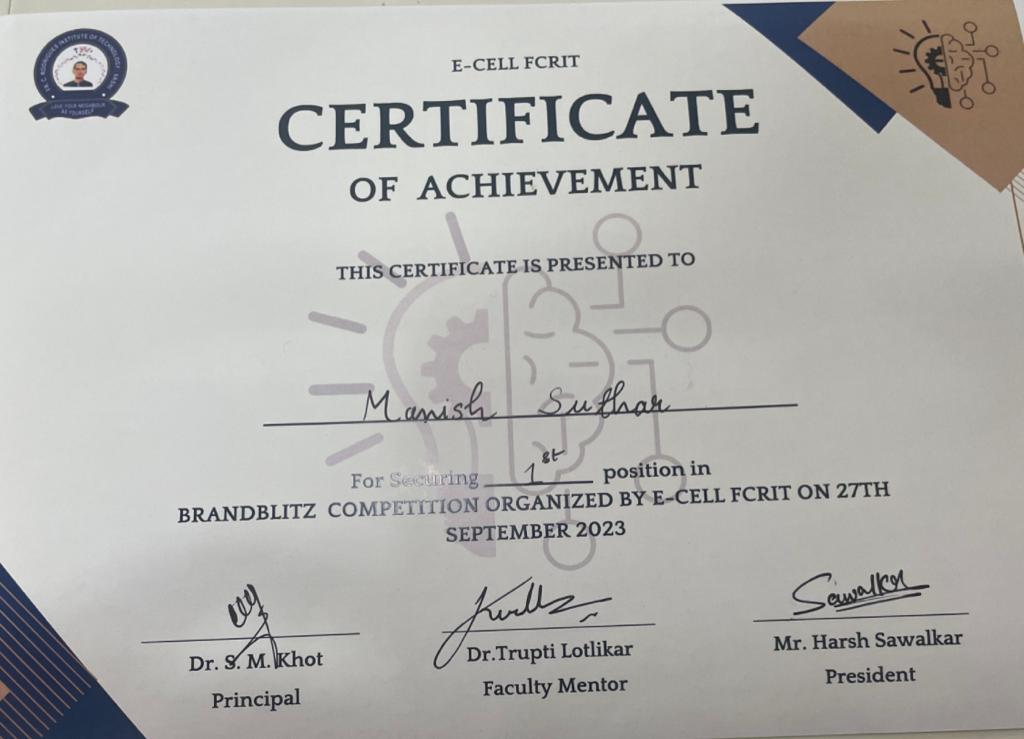 FR. C. RODRIGUES INSTITUTE OF TECHNOLOGY VASHI
LOVE YOUR NEIGHBOUR
AS YOURSELF
E-CELL FCRIT
CERTIFICATE
OF ACHIEVEMENT
THIS CERTIFICATE IS PRESENTED TO
Manish Suthar
For Securing 1st position in
BRANDBLITZ COMPETITION ORGANIZED BY E-CELL FCRIT ON 27TH
SEPTEMBER 2023
Sawalkar
Dr. S. M. Khot
Dr.Trupti Lotlikar
Mr. Harsh Sawalkar
Principal
Faculty Mentor
President